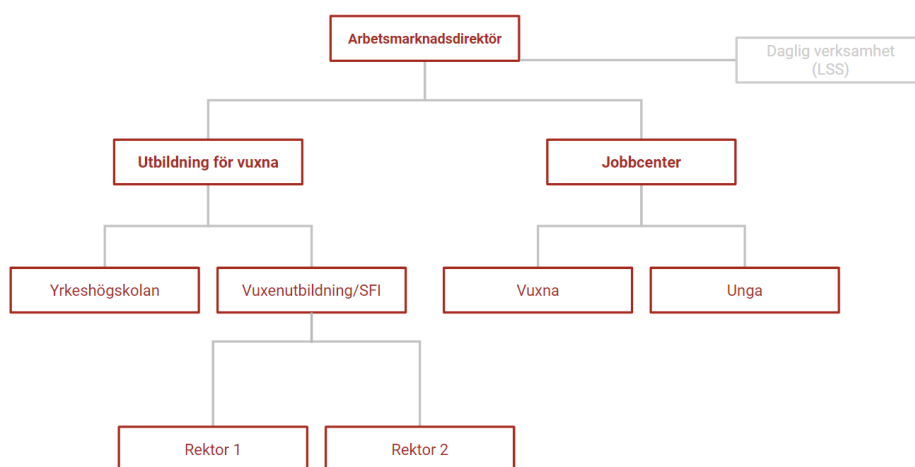 Arbetsmarknadsdirektör
Daglig verksamhet
(LSS)
Utbildning för vuxna
Jobbcenter
Yrkeshögskolan
Vuxenutbildning/SFI
Vuxna
Unga
Rektor 1
Rektor 2